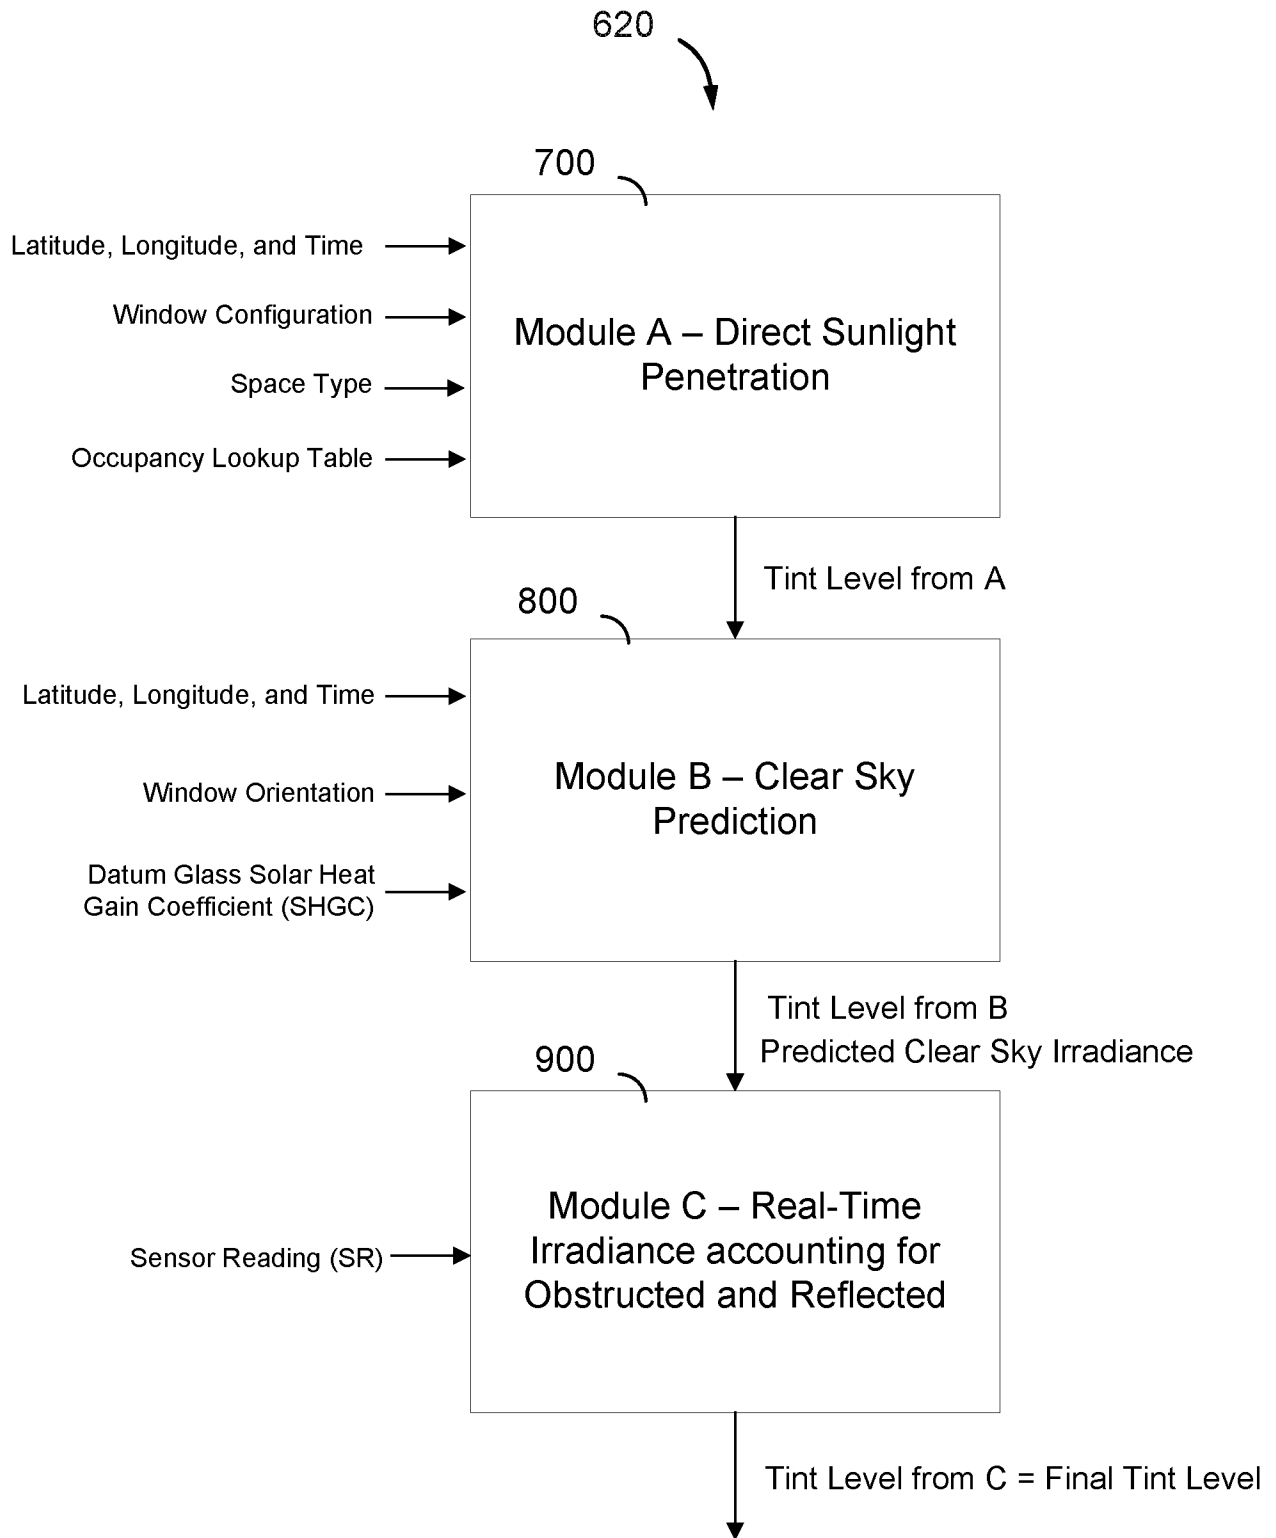 620
700
Latitude, Longitude, and Time
Window Configuration
Module A – Direct Sunlight
Penetration
Space Type
Occupancy Lookup Table
Tint Level from A
800
Latitude, Longitude, and Time
Module B – Clear Sky
Prediction
Window Orientation
Datum Glass Solar Heat
Gain Coefficient (SHGC)
Tint Level from B
Predicted Clear Sky Irradiance
900
Module C – Real-Time
Irradiance accounting for
Obstructed and Reflected
Sensor Reading (SR)
Tint Level from C = Final Tint Level